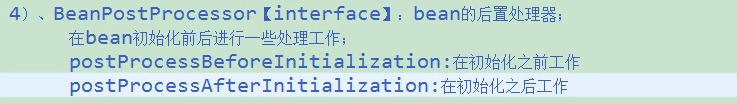 4）、BeanPostProcessor【interface】：bean的后置处理器；
在bean初始化前后进行一些处理工作；
postProcessBeforeInitialization:在初始化之前工作
postProcessAfterInitialization:在初始化之后工作